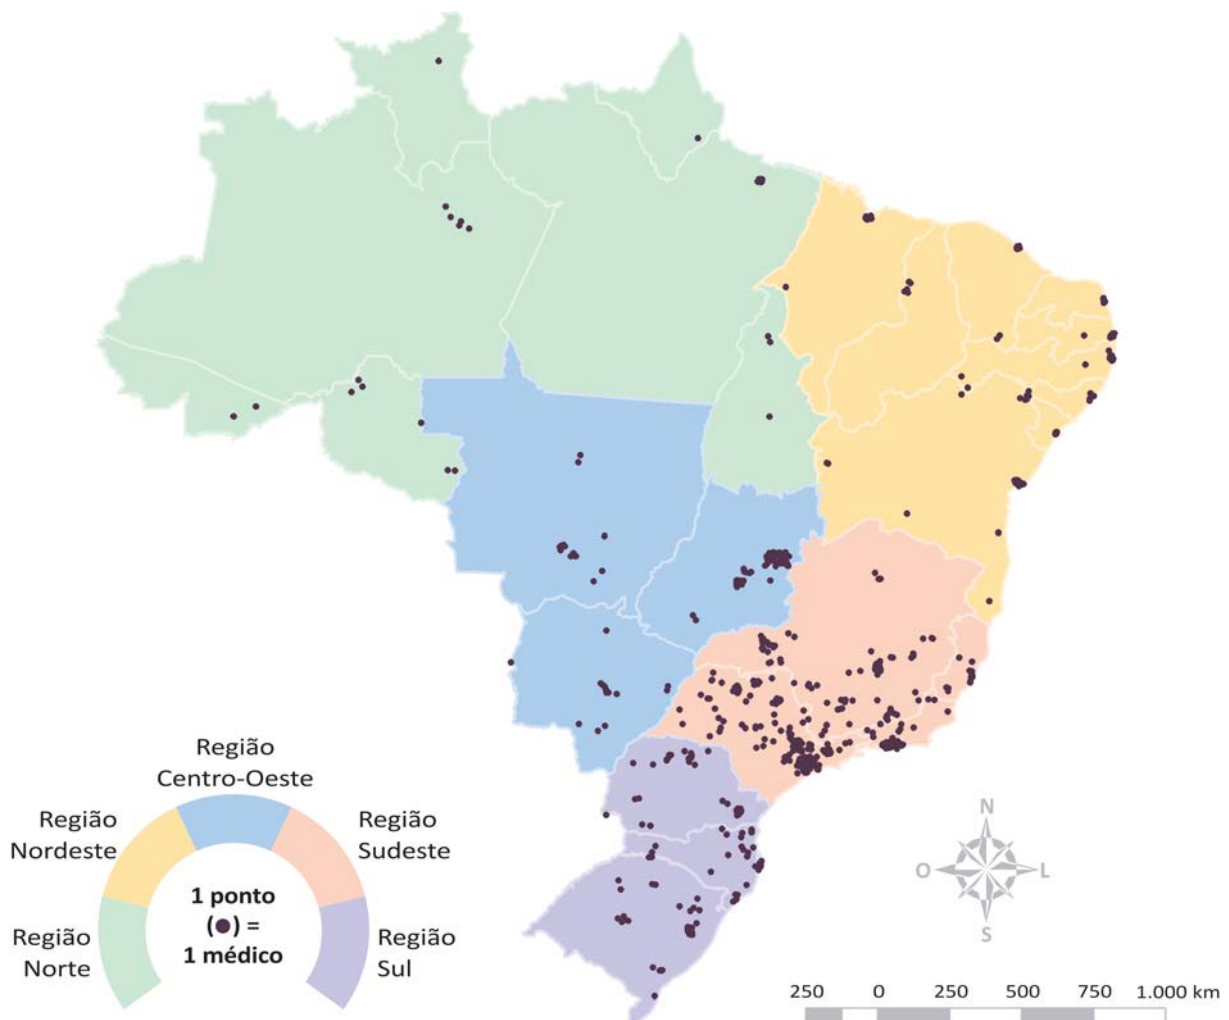 Região
Centro-Oeste
Região
Nordeste
Região
Sudeste
1 ponto
(●) =
1 médico
Região
Norte
Região
Sul
N
O
L
S
250
0
250
500
750
1.000 km